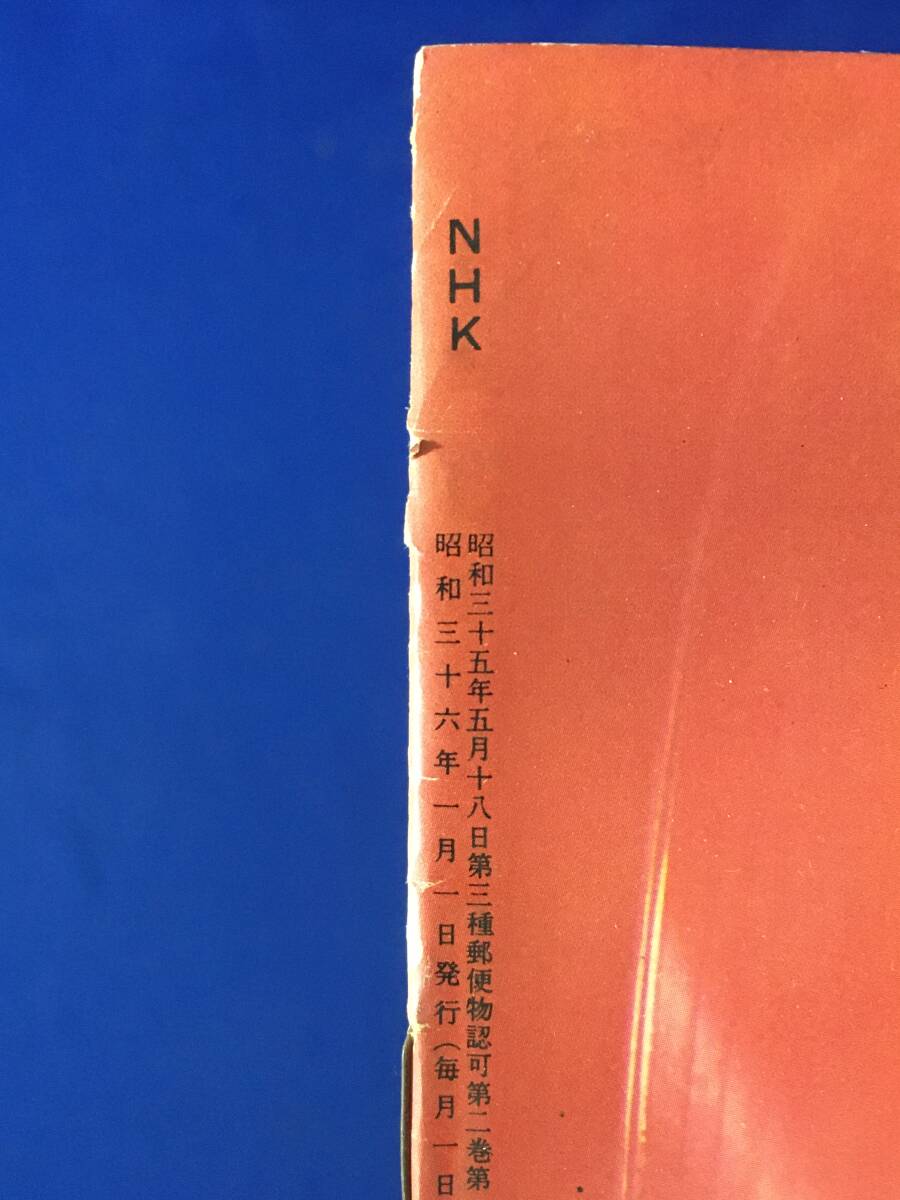 NHK
昭和三十五年五月十八日第三種郵便物認可第二巻第
昭和三十六年一月一日発行（毎月一日